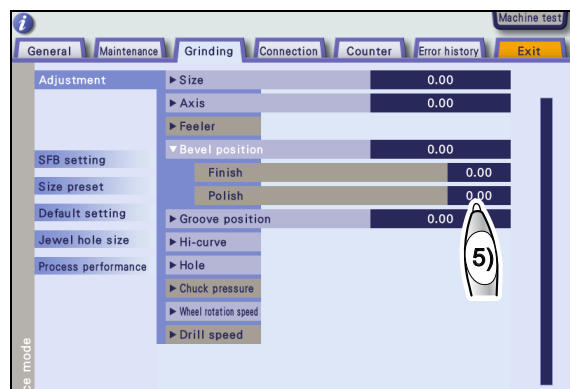 i
Machine test
General Maintenance Grinding Connection Counter Error history Exit
Adjustment
SFB setting
Size preset
Default setting
Jewel hole size
Process performance
▶ Size 0.00
▶ Axis 0.00
▶ Feeler
▼ Bevel position 0.00
Finish 0.00
Polish 0.00
▶ Groove position 0.00
▶ Hi-curve
▶ Hole
▶ Chuck pressure
▶ Wheel rotation speed
▶ Drill speed
5)
ce mode